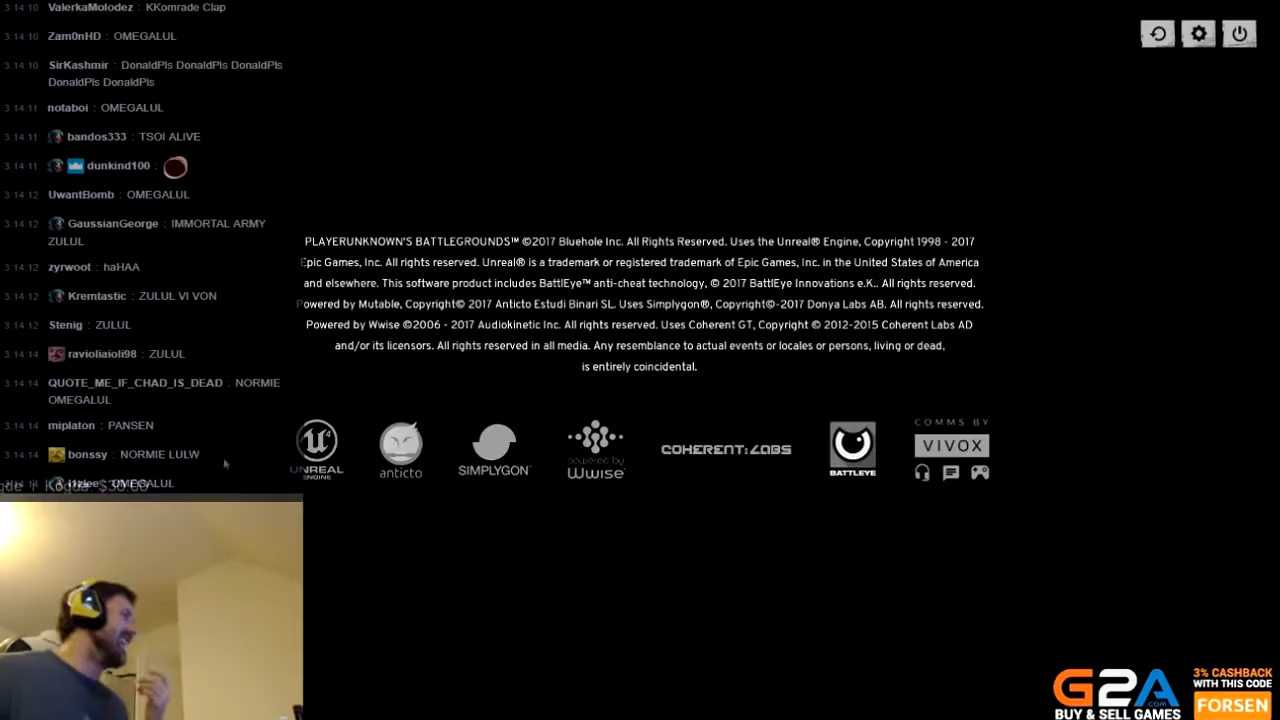 3:14:10 ValerkaMolodez : KKomrade Clap
3:14:10 Zam0nHD : OMEGALUL
3:14:10 SirKashmir : DonaldPls DonaldPls DonaldPls
DonaldPls DonaldPls
3:14:11 notaboi : OMEGALUL
3:14:11 bandos333 : TSOI ALIVE
3:14:11 dunkind100 :
3:14:12 UwantBomb : OMEGALUL
3:14:12 GaussianGeorge : IMMORTAL ARMY
ZULUL
3:14:12 zyrwoot : haHAA
3:14:12 Kremtastic : ZULUL VI VON
3:14:12 Stenig : ZULUL
3:14:14 ravioliaioli98 : ZULUL
3:14:14 QUOTE_ME_IF_CHAD_IS_DEAD : NORMIE
OMEGALUL
3:14:14 miplaton : PANSEN
3:14:14 bonssy : NORMIE LULW
OMEGALUL
$30.00
PLAYERUNKNOWN'S BATTLEGROUNDS™ ©2017 Bluehole Inc. All Rights Reserved. Uses the Unreal® Engine, Copyright 1998 - 2017
Epic Games, Inc. All rights reserved. Unreal® is a trademark or registered trademark of Epic Games, Inc. in the United States of America
and elsewhere. This software product includes BattlEye™ anti-cheat technology, © 2017 BattlEye Innovations e.K.. All rights reserved.
Powered by Mutable, Copyright© 2017 Anticto Estudi Binari SL. Uses Simplygon®, Copyright©-2017 Donya Labs AB. All rights reserved.
Powered by Wwise ©2006 - 2017 Audiokinetic Inc. All rights reserved. Uses Coherent GT, Copyright © 2012-2015 Coherent Labs AD
and/or its licensors. All rights reserved in all media. Any resemblance to actual events or locales or persons, living or dead,
is entirely coincidental.
UNREAL
ENGINE
anticto
SIMPLYGON™
powered by
Wwise
COHERENT:LABS
BATTLEYE
COMMS BY
VIVOX
G2A
.COM
BUY & SELL GAMES
3% CASHBACK
WITH THIS CODE
FORSEN